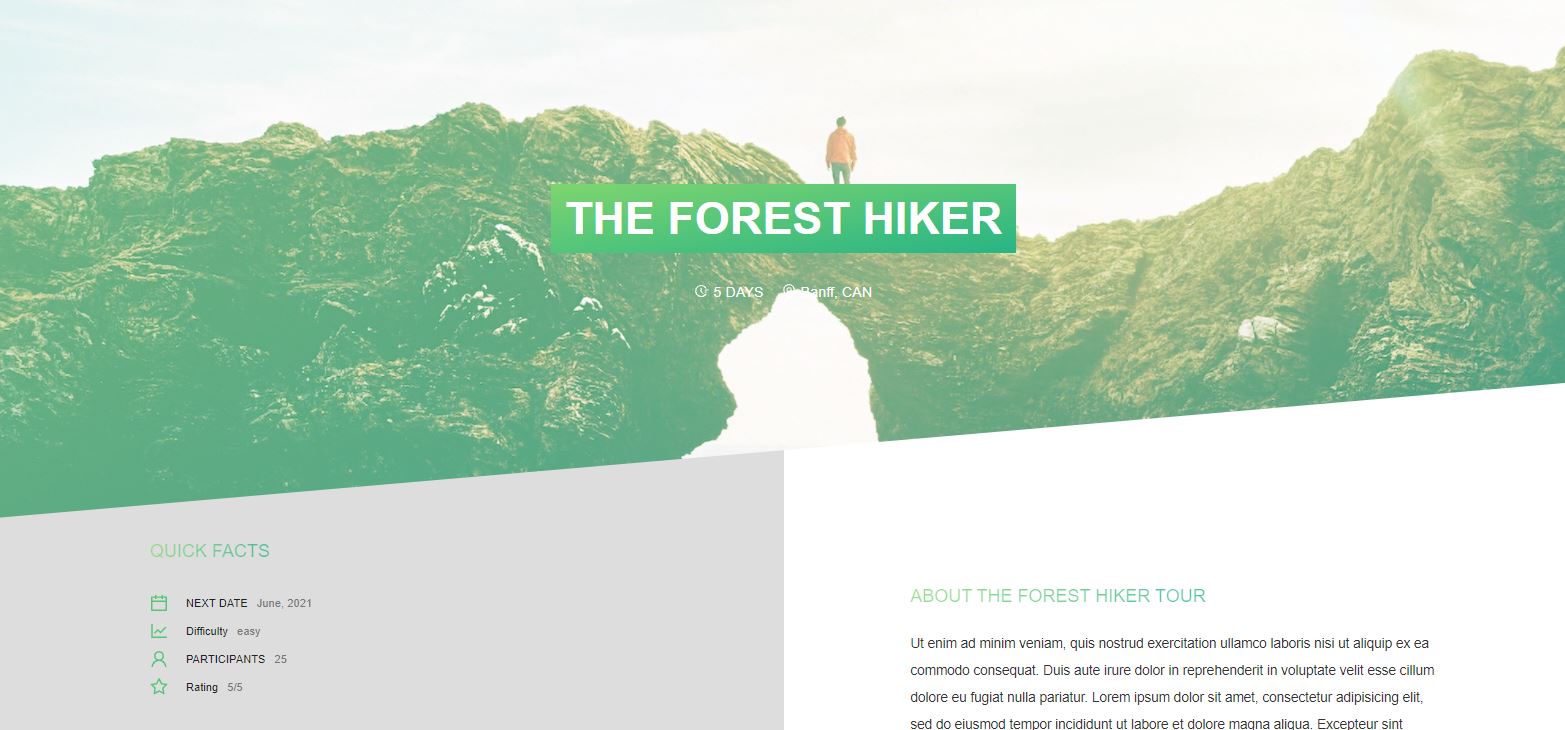 THE FOREST HIKER
5 DAYS Banff, CAN
QUICK FACTS
NEXT DATE June, 2021
Difficulty easy
PARTICIPANTS 25
Rating 5/5
ABOUT THE FOREST HIKER TOUR
Ut enim ad minim veniam, quis nostrud exercitation ullamco laboris nisi ut aliquip ex ea
commodo consequat. Duis aute irure dolor in reprehenderit in voluptate velit esse cillum
dolore eu fugiat nulla pariatur. Lorem ipsum dolor sit amet, consectetur adipisicing elit,
sed do eiusmod tempor incididunt ut labore et dolore magna aliqua. Excepteur sint